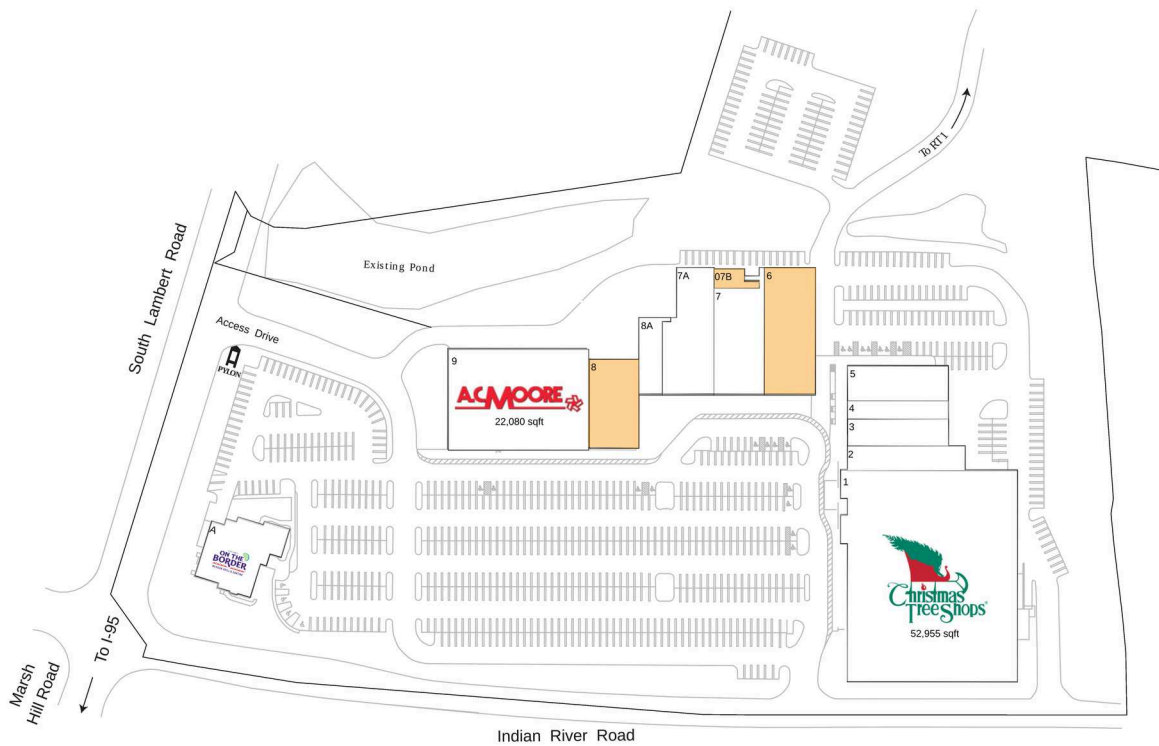 To RT1
South Lambert Road
Existing Pond
7A
07B
6
7
8A
Access Drive
PYLON
9
8
A.C. MOORE
22,080 sqft
5
4
3
2
1
A
ON THE
BORDER
Christmas
Tree Shops
52,955 sqft
To I-95
Marsh
Hill Road
Indian River Road